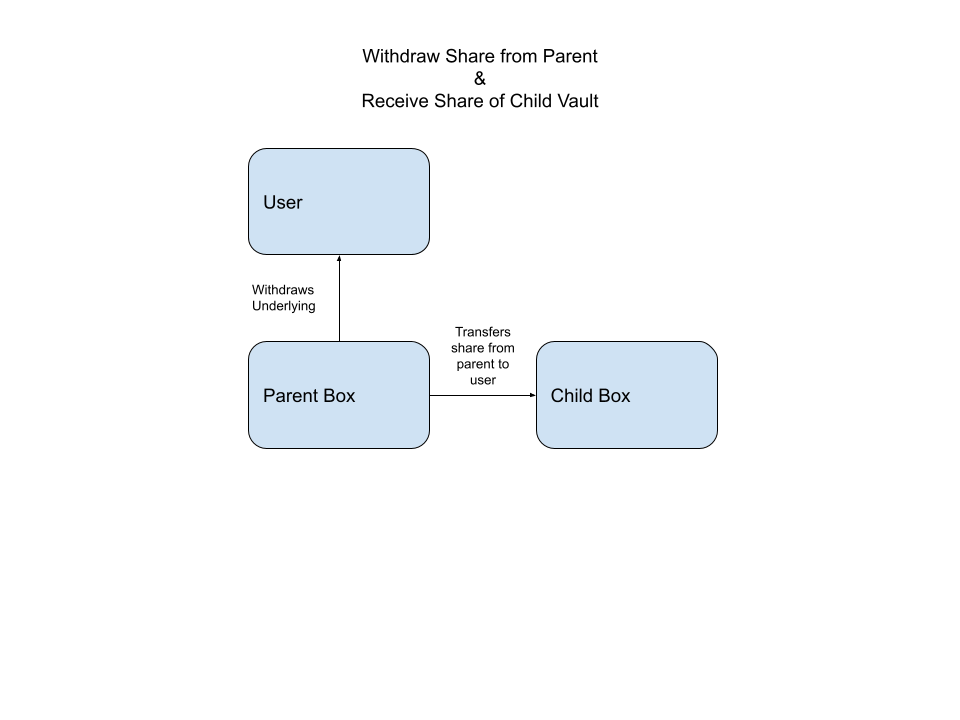 Withdraw Share from Parent
&
Receive Share of Child Vault
User
Withdraws
Underlying
Transfers
share from
parent to
user
Parent Box
Child Box